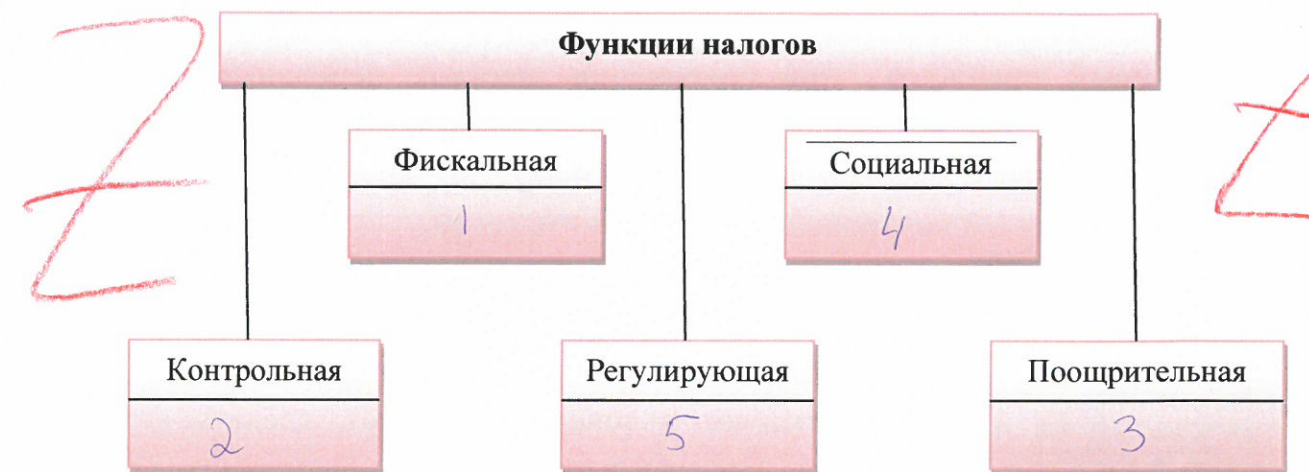 Функции налогов
Фискальная
1
Социальная
4
Контрольная
2
Регулирующая
5
Поощрительная
3